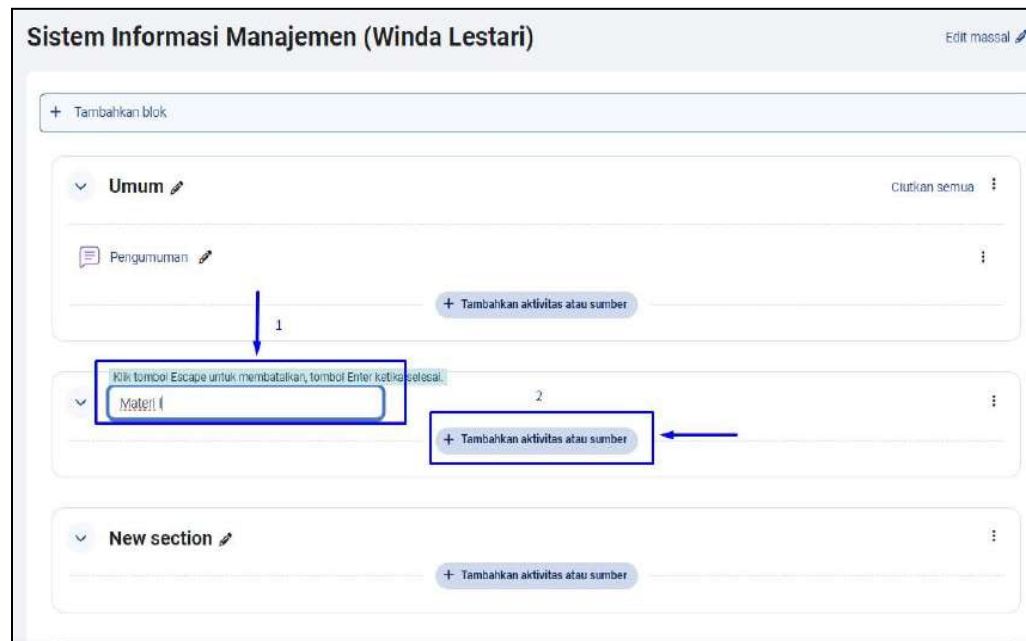 Sistem Informasi Manajemen (Winda Lestari)
Edit massal
+ Tambahkan blok
Umum
Ciutkan semua
Pengumuman
+ Tambahkan aktivitas atau sumber
1
Klik tombol Escape untuk membatalkan, tombol Enter ketika selesai.
Materi I
2
+ Tambahkan aktivitas atau sumber
New section
+ Tambahkan aktivitas atau sumber